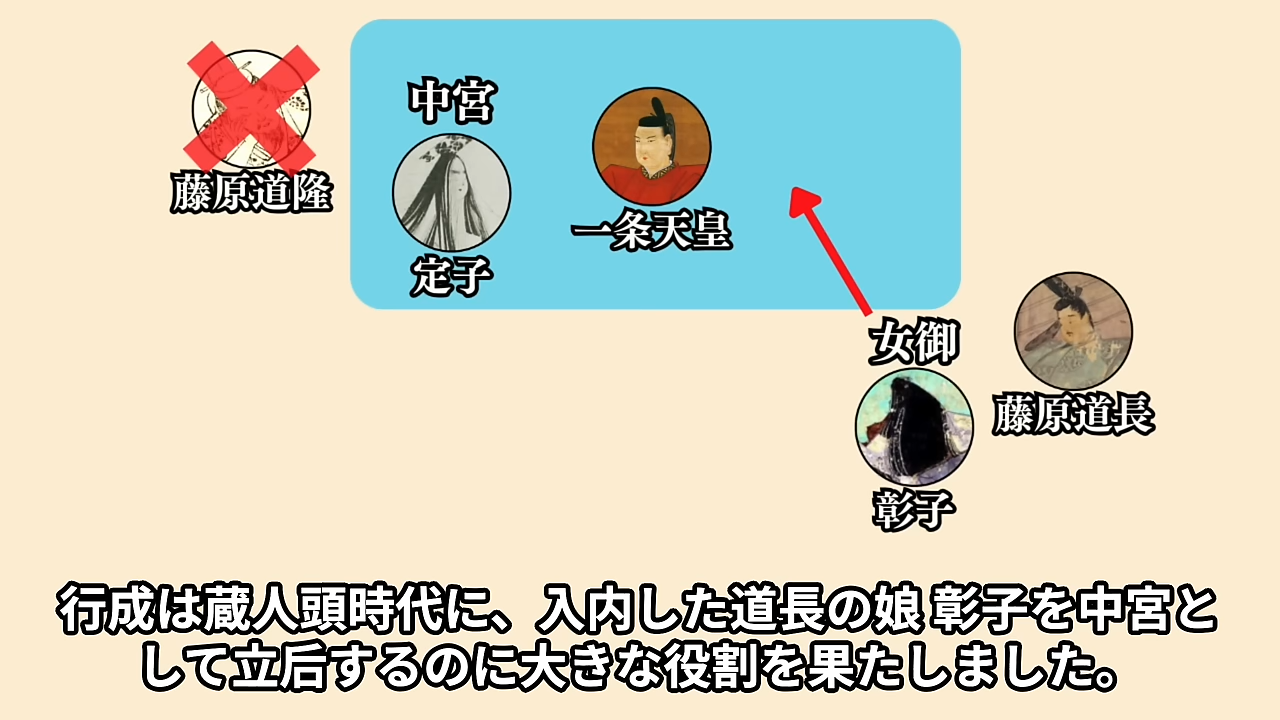 中宮
藤原道隆
一条天皇
定子
女御
藤原道長
彰子
行成は蔵人頭時代に、入内した道長の娘 彰子を中宮と
して立后するのに大きな役割を果たしました。